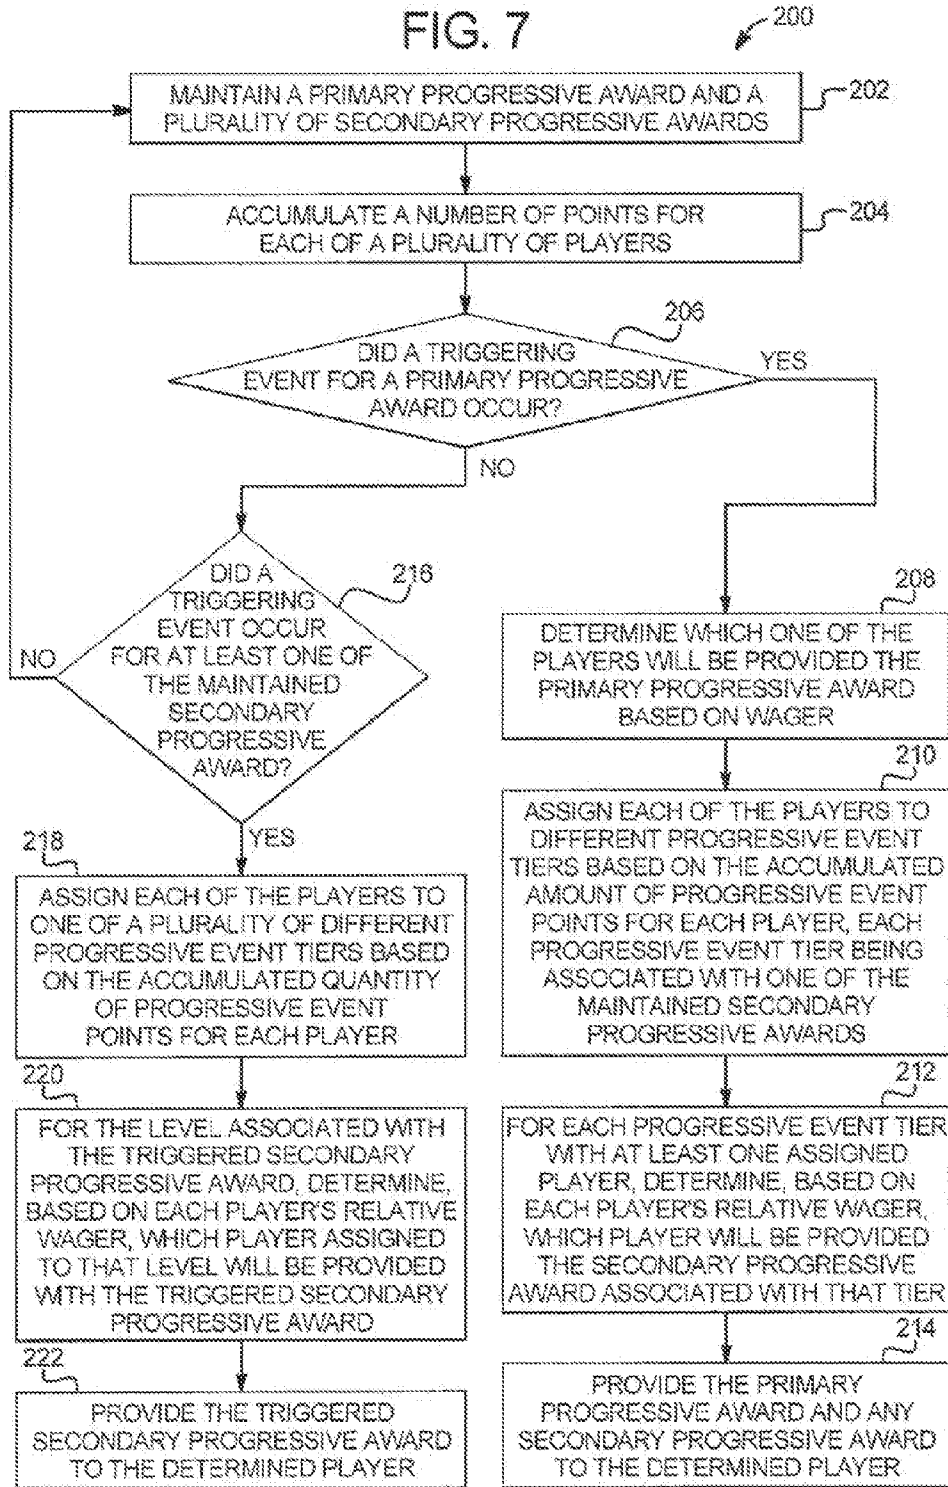 FIG. 7
200
MAINTAIN A PRIMARY PROGRESSIVE AWARD AND A
PLURALITY OF SECONDARY PROGRESSIVE AWARDS
202
ACCUMULATE A NUMBER OF POINTS FOR
EACH OF A PLURALITY OF PLAYERS
204
206
DID A TRIGGERING
EVENT FOR A PRIMARY PROGRESSIVE
AWARD OCCUR?
YES
NO
216
DID A
TRIGGERING
EVENT OCCUR
FOR AT LEAST ONE OF
THE MAINTAINED
SECONDARY
PROGRESSIVE
AWARD?
NO
YES
208
DETERMINE WHICH ONE OF THE
PLAYERS WILL BE PROVIDED THE
PRIMARY PROGRESSIVE AWARD
BASED ON WAGER
210
ASSIGN EACH OF THE PLAYERS TO
DIFFERENT PROGRESSIVE EVENT
TIERS BASED ON THE ACCUMULATED
AMOUNT OF PROGRESSIVE EVENT
POINTS FOR EACH PLAYER, EACH
PROGRESSIVE EVENT TIER BEING
ASSOCIATED WITH ONE OF THE
MAINTAINED SECONDARY
PROGRESSIVE AWARDS
218
ASSIGN EACH OF THE PLAYERS TO
ONE OF A PLURALITY OF DIFFERENT
PROGRESSIVE EVENT TIERS BASED
ON THE ACCUMULATED QUANTITY
OF PROGRESSIVE EVENT
POINTS FOR EACH PLAYER
220
FOR THE LEVEL ASSOCIATED WITH
THE TRIGGERED SECONDARY
PROGRESSIVE AWARD, DETERMINE,
BASED ON EACH PLAYER'S RELATIVE
WAGER, WHICH PLAYER ASSIGNED
TO THAT LEVEL WILL BE PROVIDED
WITH THE TRIGGERED SECONDARY
PROGRESSIVE AWARD
212
FOR EACH PROGRESSIVE EVENT TIER
WITH AT LEAST ONE ASSIGNED
PLAYER, DETERMINE, BASED ON
EACH PLAYER'S RELATIVE WAGER,
WHICH PLAYER WILL BE PROVIDED
THE SECONDARY PROGRESSIVE
AWARD ASSOCIATED WITH THAT TIER
222
PROVIDE THE TRIGGERED
SECONDARY PROGRESSIVE AWARD
TO THE DETERMINED PLAYER
214
PROVIDE THE PRIMARY
PROGRESSIVE AWARD AND ANY
SECONDARY PROGRESSIVE AWARD
TO THE DETERMINED PLAYER